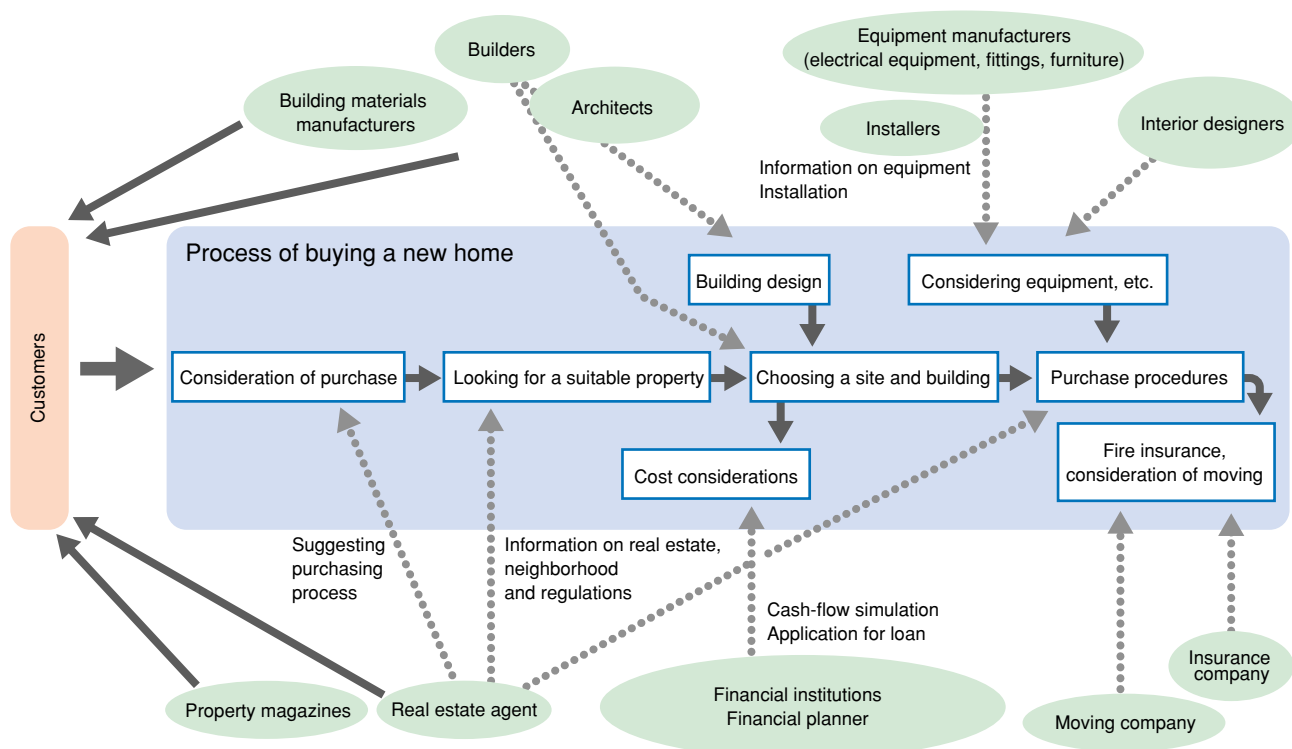 Builders
Equipment manufacturers
(electrical equipment, fittings, furniture)
Building materials
manufacturers
Architects
Installers
Interior designers
Information on equipment
Installation
Process of buying a new home
Building design
Considering equipment, etc.
Customers
Consideration of purchase
Looking for a suitable property
Choosing a site and building
Purchase procedures
Cost considerations
Fire insurance,
consideration of moving
Suggesting
purchasing
process
Information on real estate,
neighborhood
and regulations
Cash-flow simulation
Application for loan
Property magazines
Real estate agent
Financial institutions
Financial planner
Moving company
Insurance
company